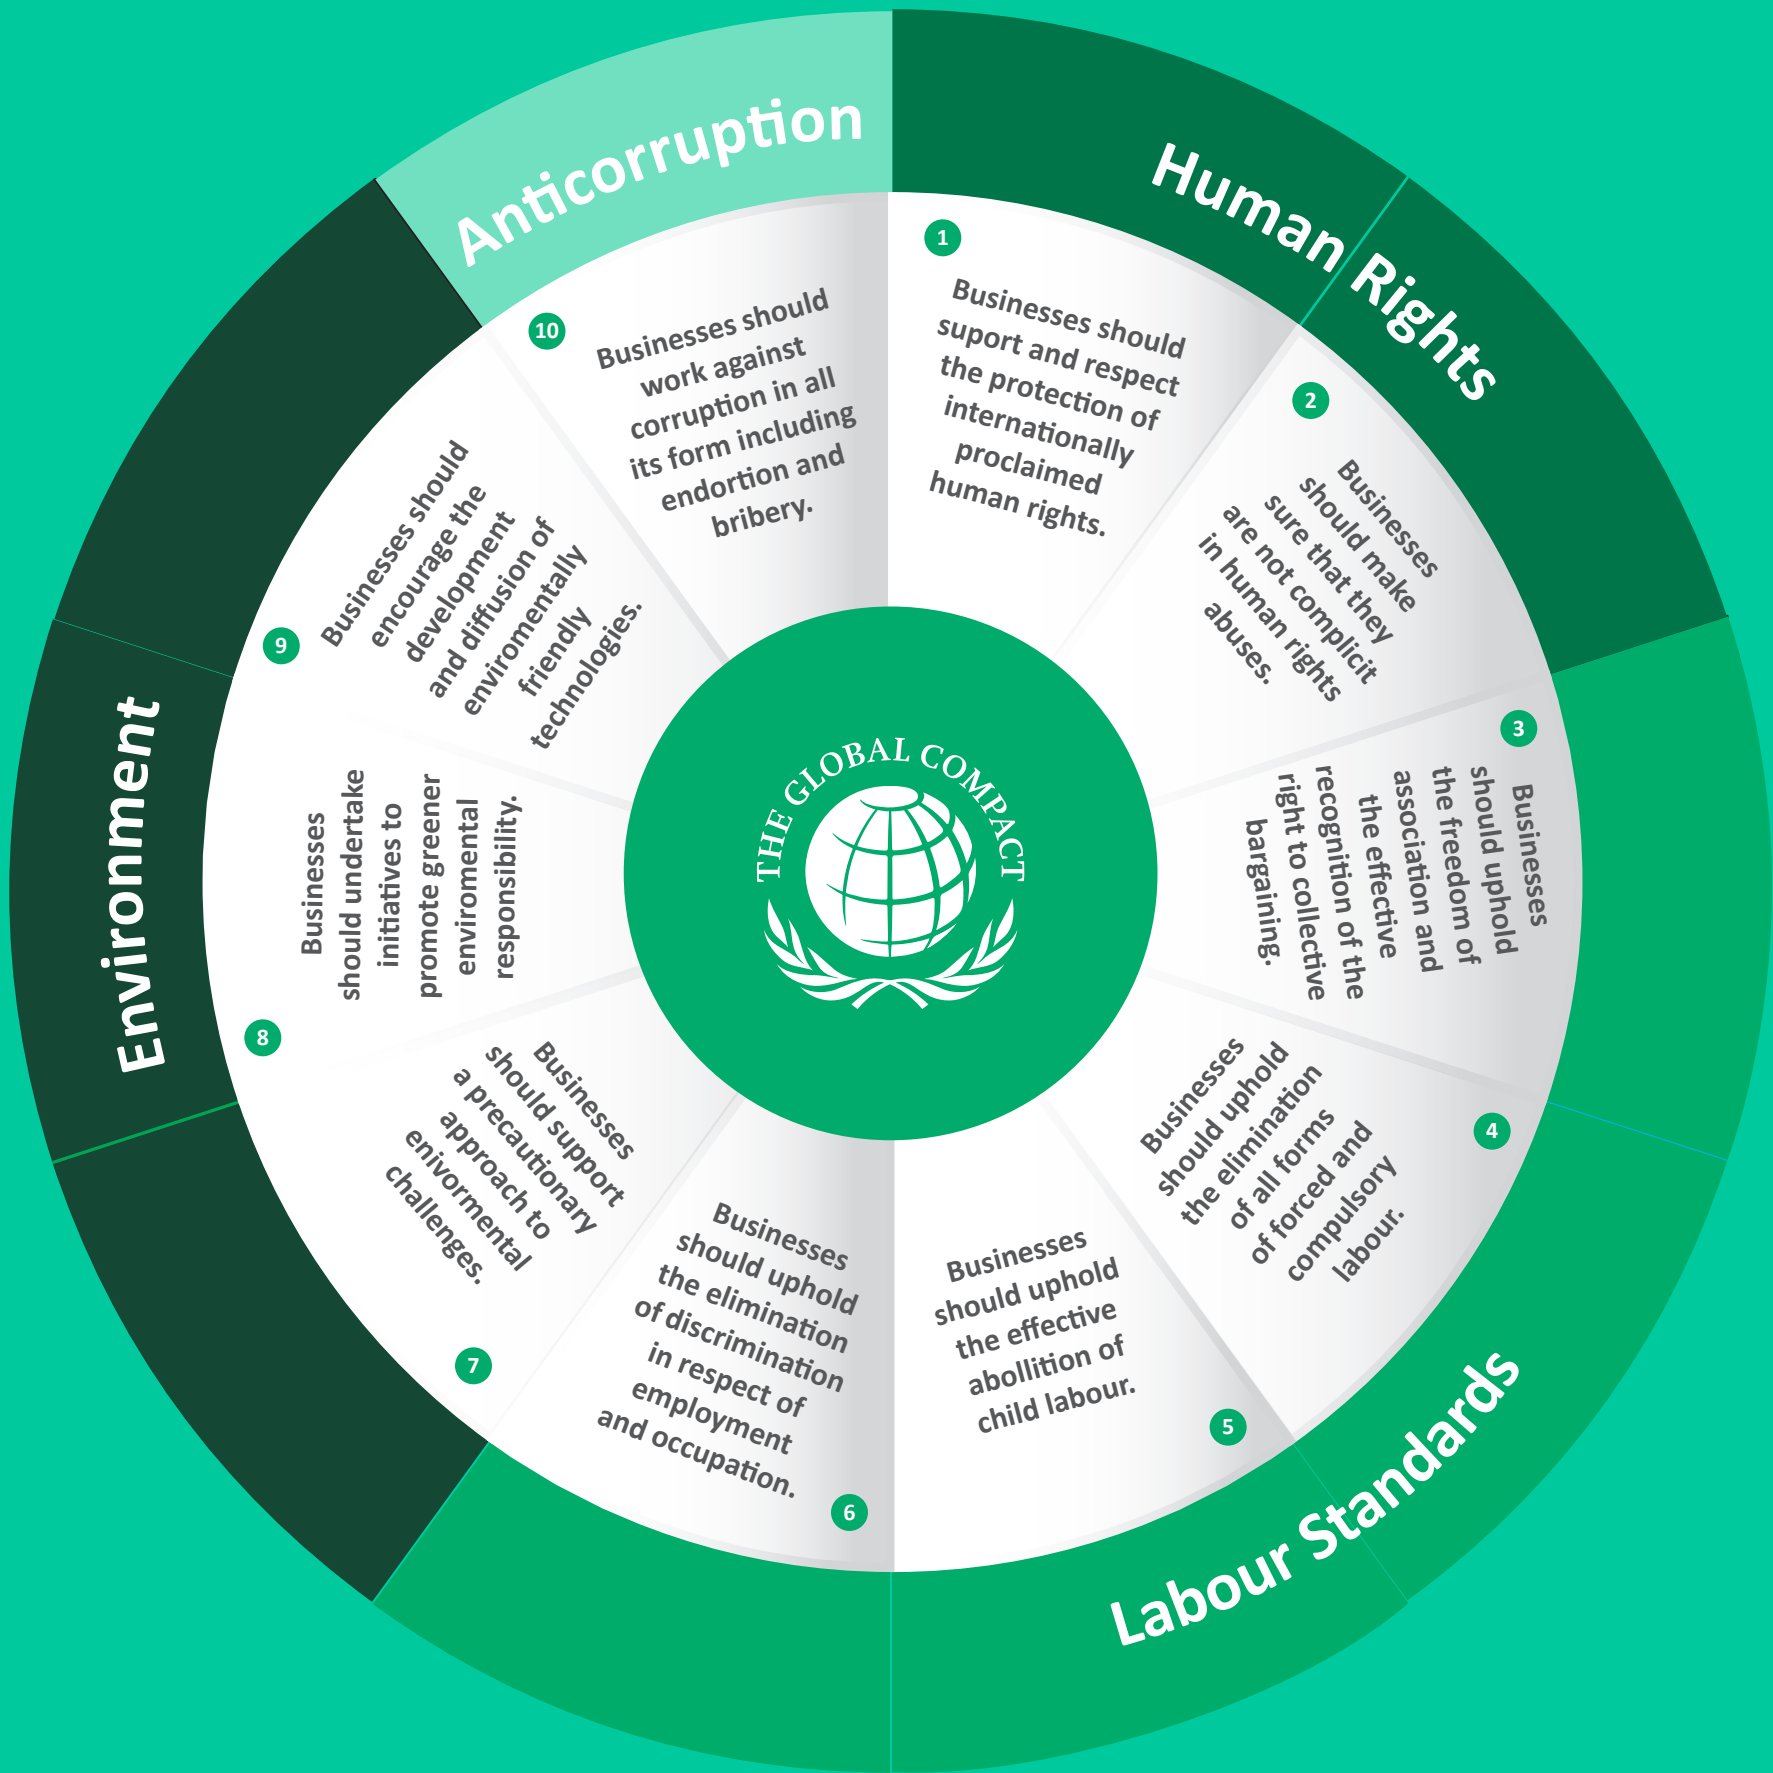 Human Rights
1
Businesses should
suport and respect
the protection of
internationally
proclaimed
human rights.
2
Businesses
should make
sure that they
are not complicit
in human rights
abuses.
Labour Standards
3
Businesses
should uphold
the freedom of
association and
the effective
recognition of the
right to collective
bargaining.
4
Businesses
should uphold
the elimination
of all forms
of forced and
compulsory
labour.
5
Businesses
should uphold
the effective
abollition of
child labour.
6
Businesses
should uphold
the elimination
of discrimination
in respect of
employment
and occupation.
Environment
7
Businesses
should support
a precautionary
approach to
enivormental
challenges.
8
Businesses
should undertake
initiatives to
promote greener
enviromental
responsibility.
9
Businesses should
encourage the
development
and diffusion of
enviromentally
friendly
technologies.
Anticorruption
10
Businesses should
work against
corruption in all
its form including
endortion and
bribery.
THE GLOBAL COMPACT